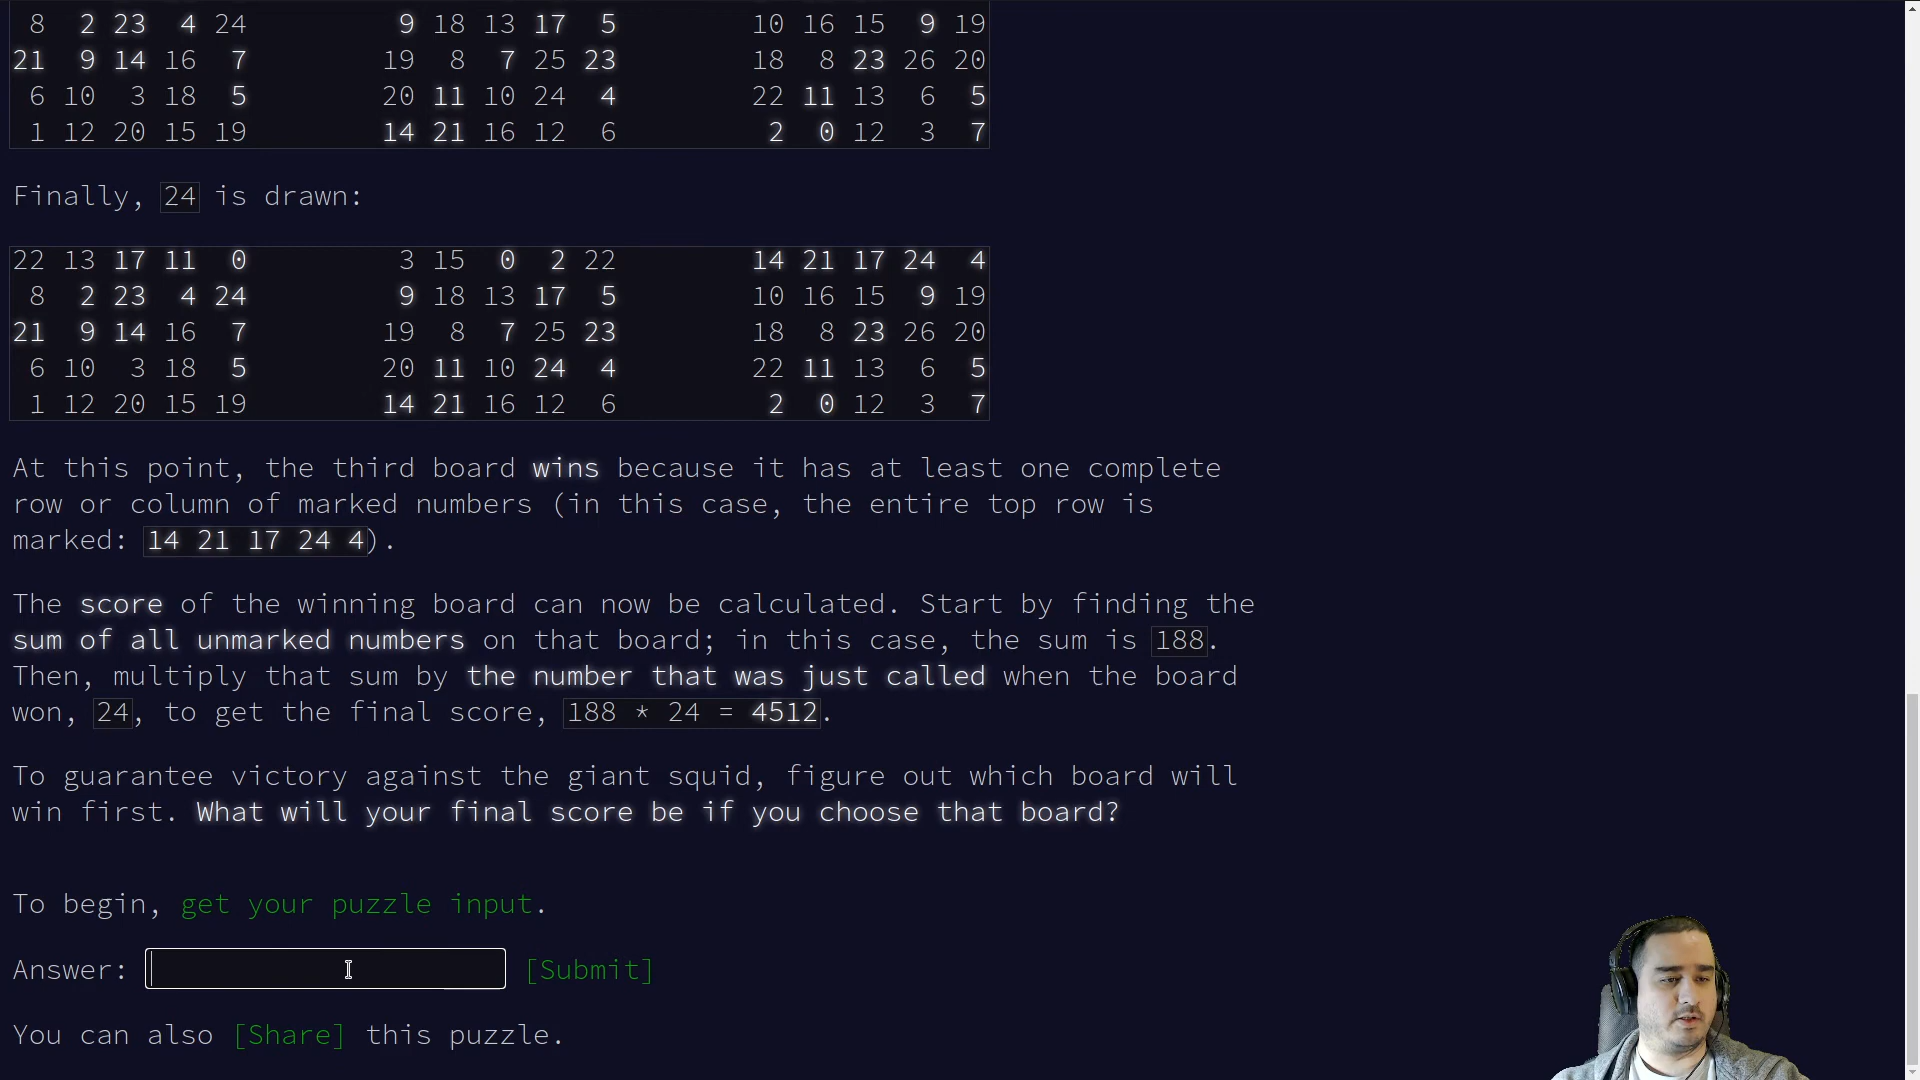 8 2 23 4 24 9 18 13 17 5 10 16 15 9 19
21 9 14 16 7 19 8 7 25 23 18 8 23 26 20
6 10 3 18 5 20 11 10 24 4 22 11 13 6 5
1 12 20 15 19 14 21 16 12 6 2 0 12 3 7
Finally, 24 is drawn:
22 13 17 11 0 3 15 0 2 22 14 21 17 24 4
8 2 23 4 24 9 18 13 17 5 10 16 15 9 19
21 9 14 16 7 19 8 7 25 23 18 8 23 26 20
6 10 3 18 5 20 11 10 24 4 22 11 13 6 5
1 12 20 15 19 14 21 16 12 6 2 0 12 3 7
At this point, the third board wins because it has at least one complete
row or column of marked numbers (in this case, the entire top row is
marked: 14 21 17 24 4).
The score of the winning board can now be calculated. Start by finding the
sum of all unmarked numbers on that board; in this case, the sum is 188.
Then, multiply that sum by the number that was just called when the board
won, 24, to get the final score, 188 * 24 = 4512.
To guarantee victory against the giant squid, figure out which board will
win first. What will your final score be if you choose that board?
To begin, get your puzzle input.
Answer: [Submit]
You can also [Share] this puzzle.